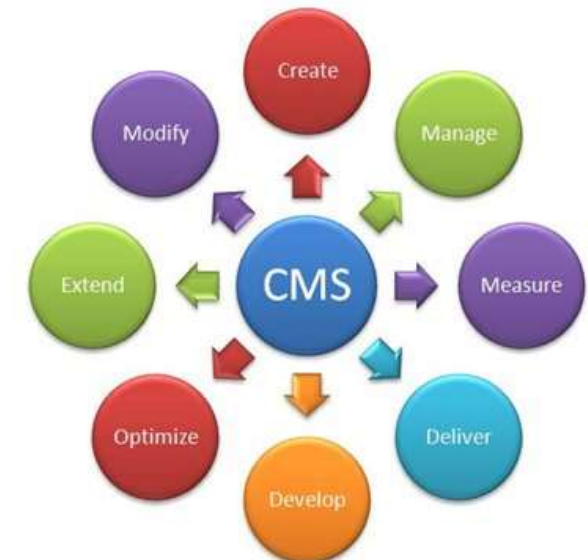 Create
Modify
Manage
Extend
CMS
Measure
Optimize
Deliver
Develop